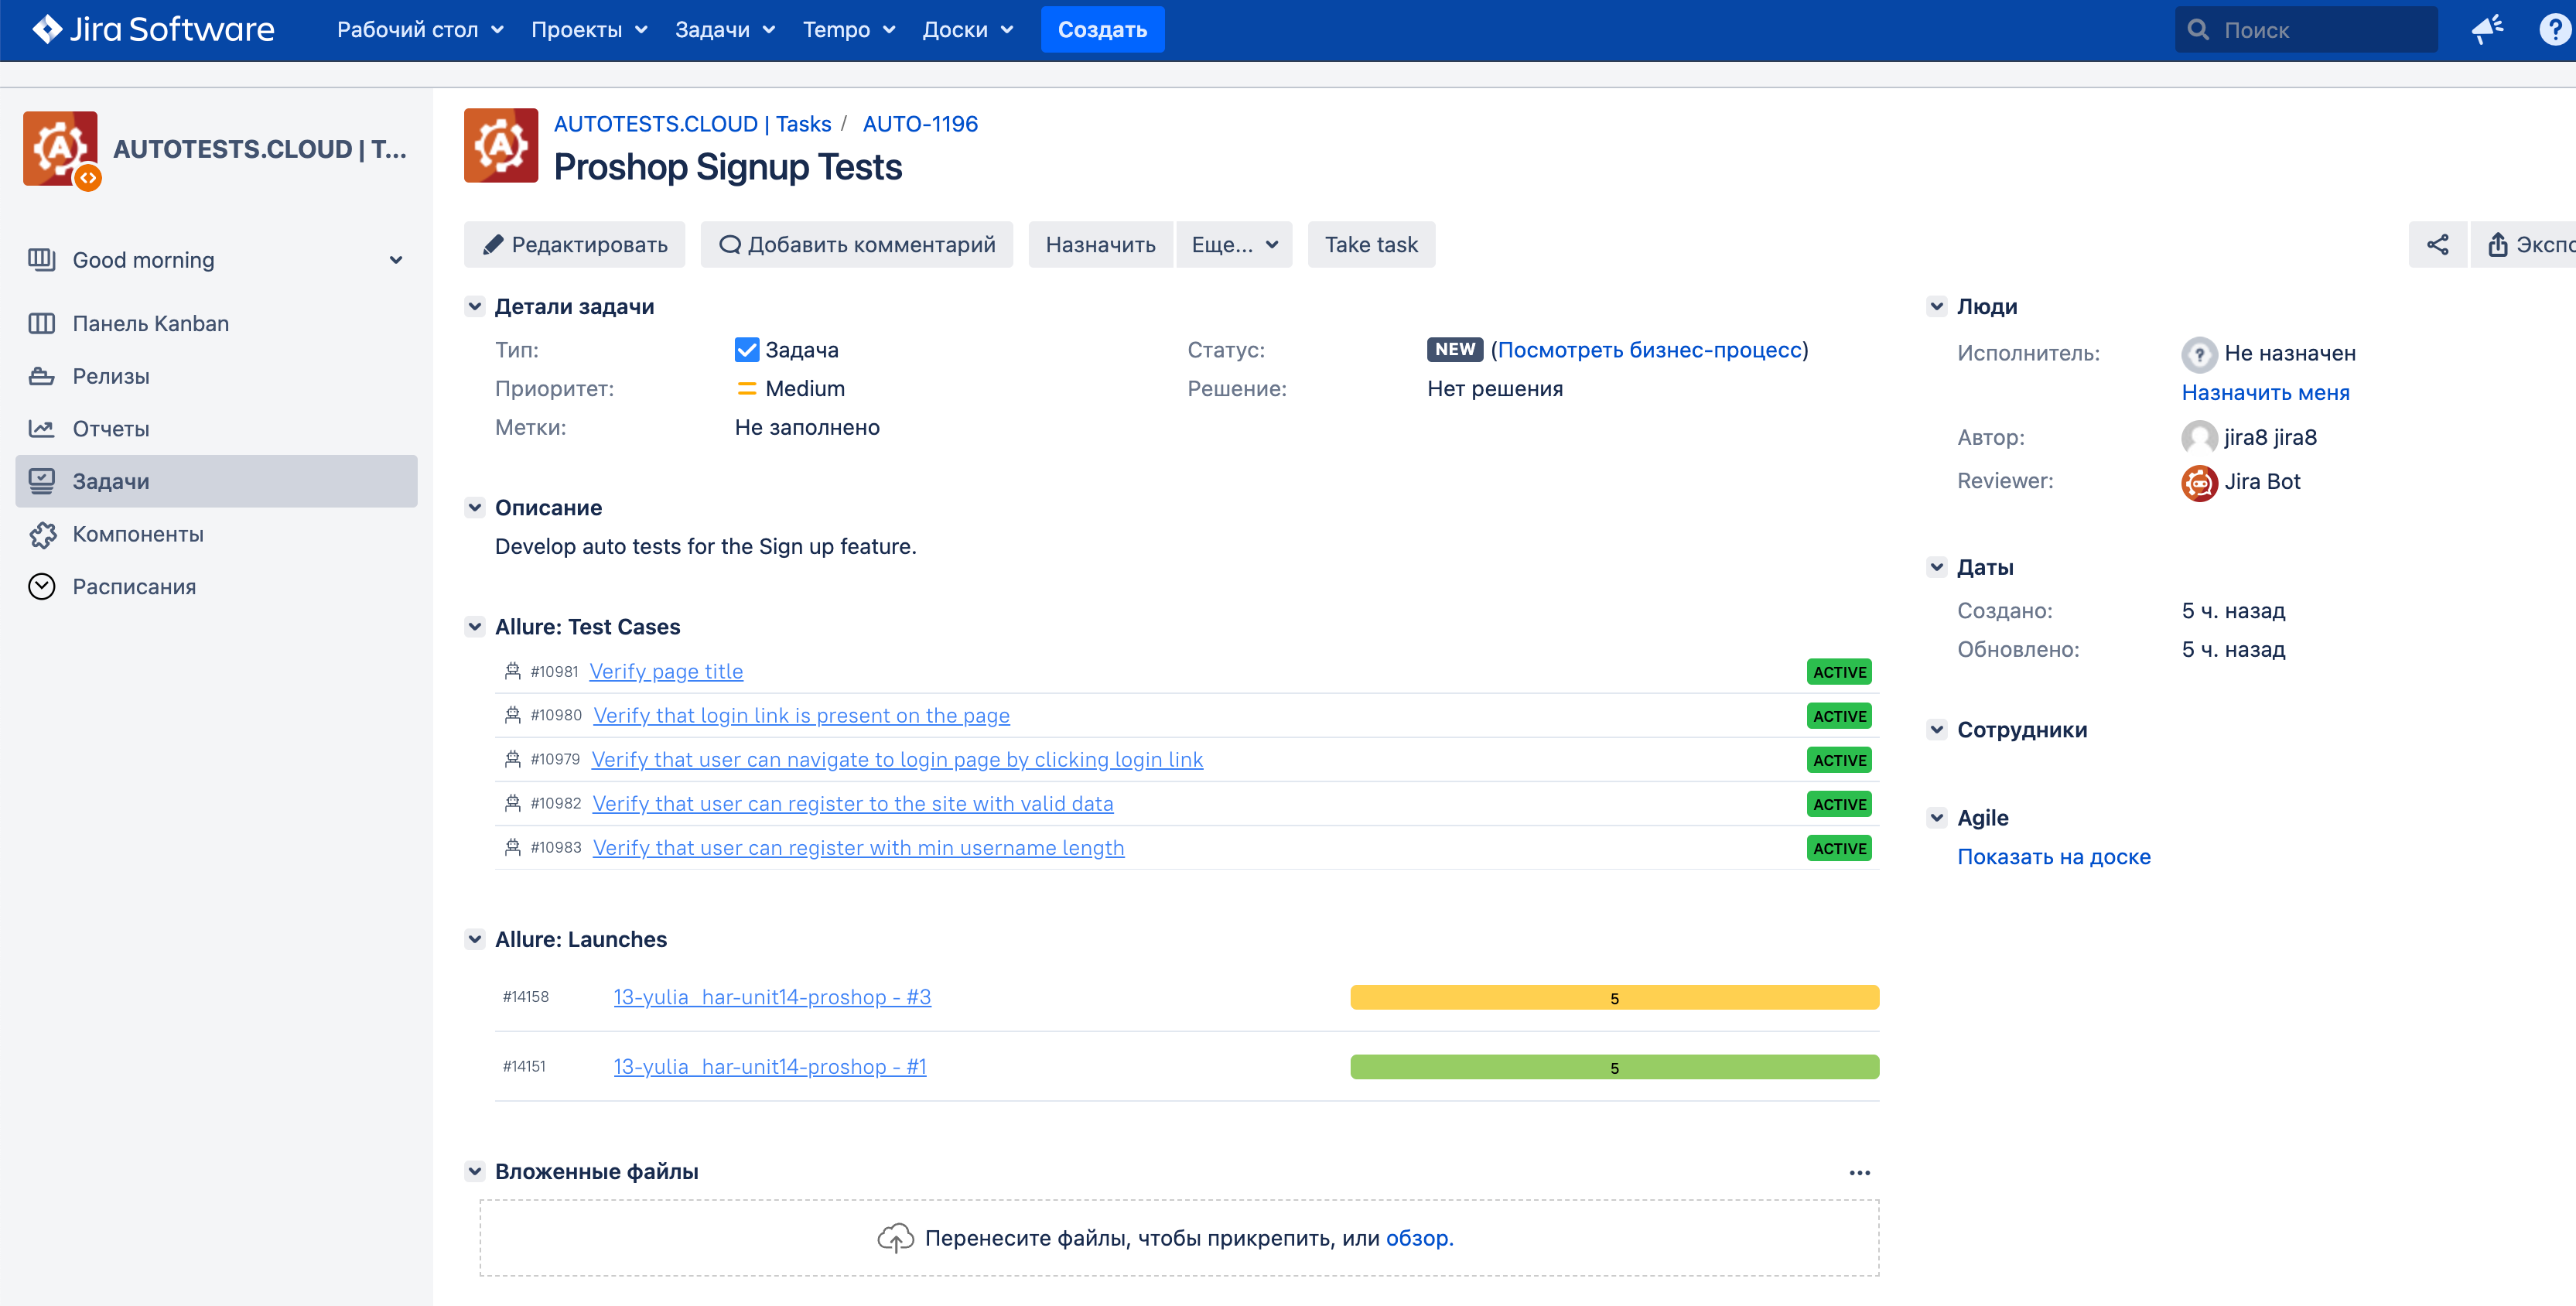 Jira Software
Рабочий стол
Проекты
Задачи
Tempo
Доски
Создать
Поиск
AUTOTESTS.CLOUD | T...
Good morning
Панель Kanban
Релизы
Отчеты
Задачи
Компоненты
Расписания
AUTOTESTS.CLOUD | Tasks / AUTO-1196
Proshop Signup Tests
Редактировать
Добавить комментарий
Назначить
Еще...
Take task
Экспо
Детали задачи
Тип: Задача
Приоритет: Medium
Метки: Не заполнено
Статус: NEW (Посмотреть бизнес-процесс)
Решение: Нет решения
Описание
Develop auto tests for the Sign up feature.
Allure: Test Cases
#10981 Verify page title ACTIVE
#10980 Verify that login link is present on the page ACTIVE
#10979 Verify that user can navigate to login page by clicking login link ACTIVE
#10982 Verify that user can register to the site with valid data ACTIVE
#10983 Verify that user can register with min username length ACTIVE
Allure: Launches
#14158 13-yulia_har-unit14-proshop - #3 5
#14151 13-yulia_har-unit14-proshop - #1 5
Вложенные файлы
Перенесите файлы, чтобы прикрепить, или обзор.
Люди
Исполнитель: Не назначен
Назначить меня
Автор: jira8 jira8
Reviewer: Jira Bot
Даты
Создано: 5 ч. назад
Обновлено: 5 ч. назад
Сотрудники
Agile
Показать на доске